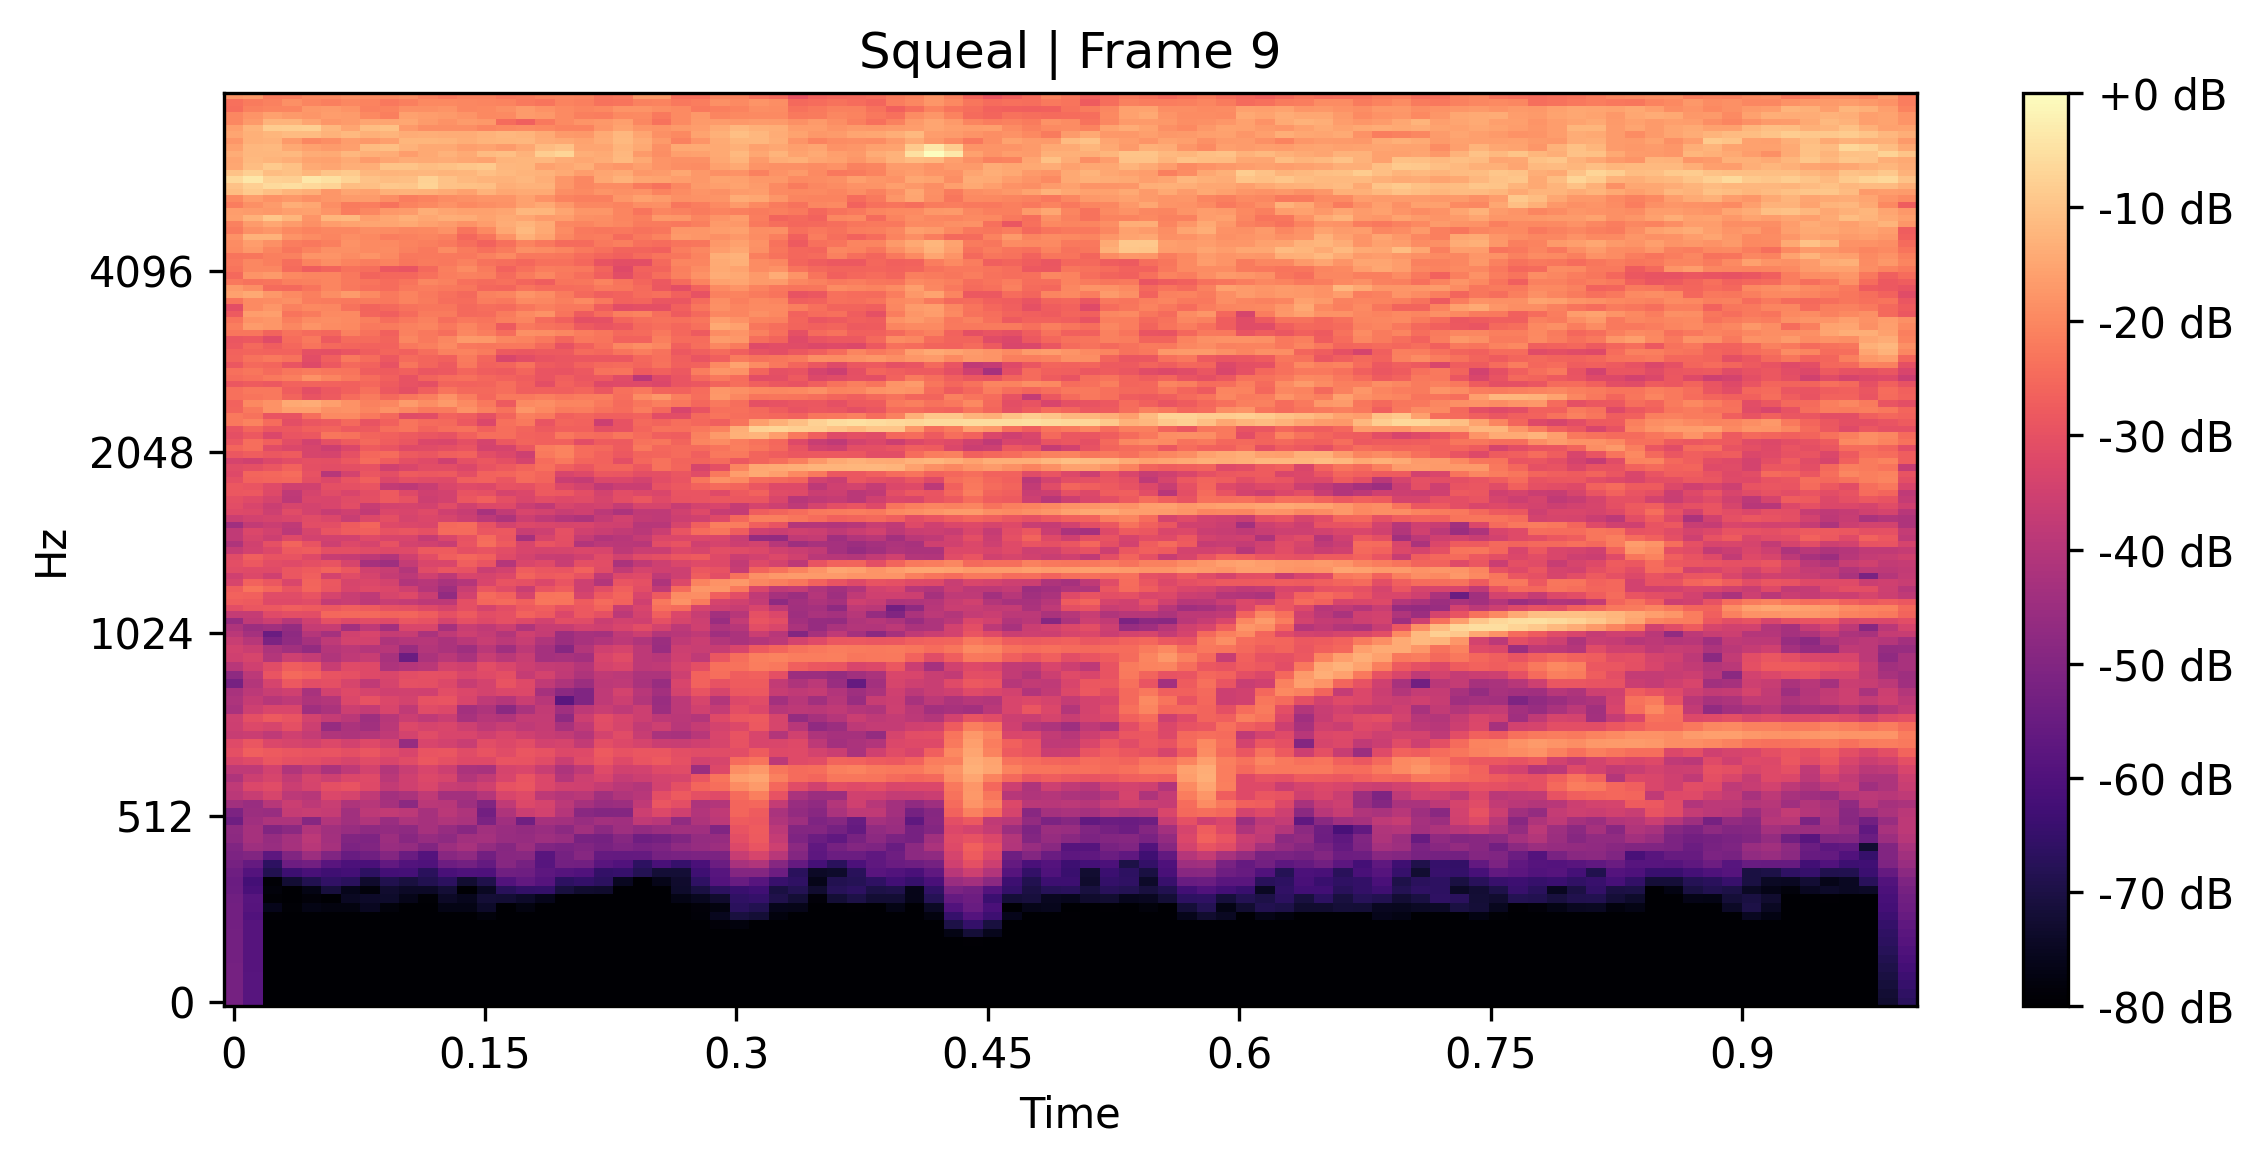 Squeal | Frame 9
+0 dB
-10 dB
-20 dB
-30 dB
-40 dB
-50 dB
-60 dB
-70 dB
-80 dB
Hz
4096
2048
1024
512
0
0 0.15 0.3 0.45 0.6 0.75 0.9
Time